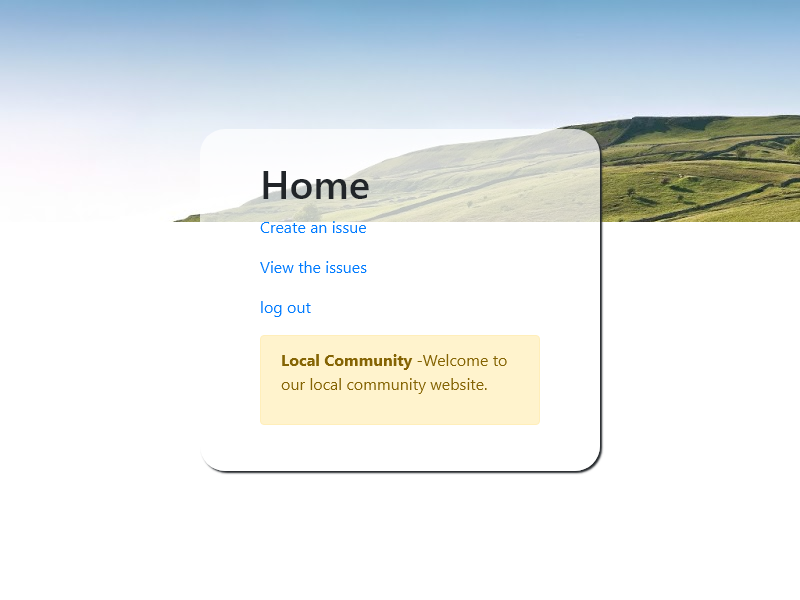 Home
Create an issue
View the issues
log out
Local Community -Welcome to
our local community website.